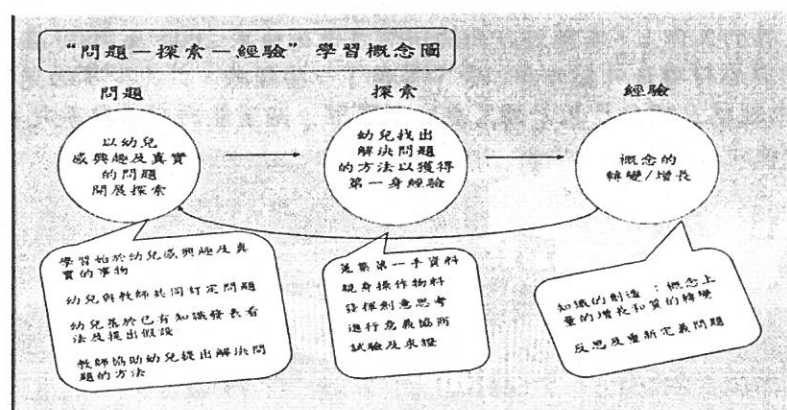 “問題－探索－經驗”學習概念圖
問題
探索
經驗
以幼兒
感興趣及真實
的問題
開展探索
幼兒找出
解決問題
的方法以獲得
第一身經驗
概念的
轉變/增長
學習始於幼兒感興趣及真
實的事物
幼兒與教師共同訂定問題
幼兒基於已有知識發表看
法及提出假設
教師協助幼兒提出解決問
題的方法
蒐集第一手資料
親身操作物料
發揮創意思考
進行意義協商
試驗及求證
知識的創造：概念上
量的增長和質的轉變
反思及重新定義問題